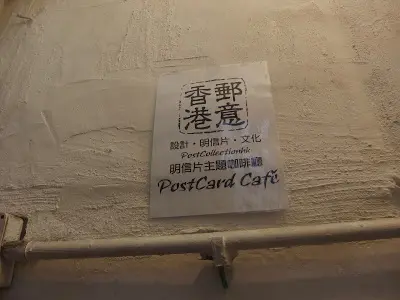 郵意
香港
設計・明信片・文化
PostCollectionhk
明信片主題咖啡廳
PostCard Café